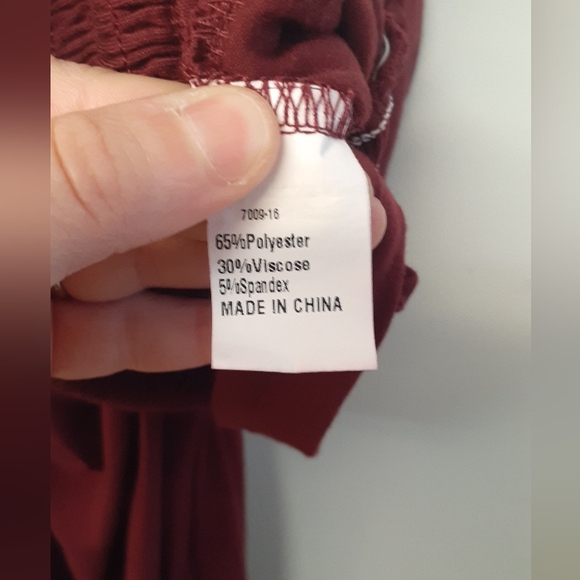 7009-16
65%Polyester
30%Viscose
5%Spandex
MADE IN CHINA